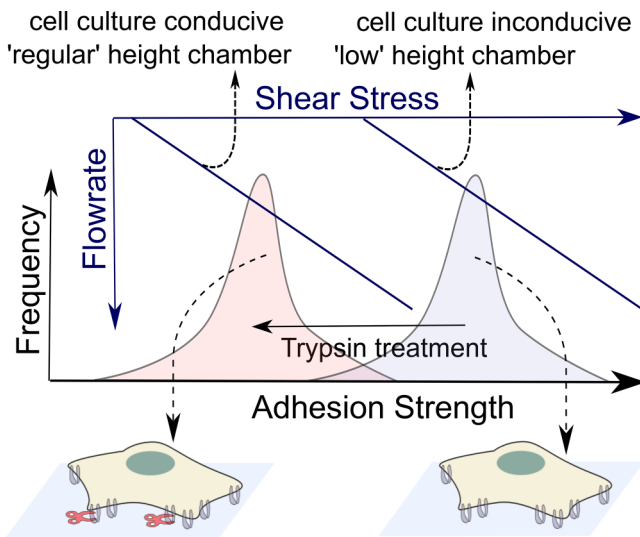 cell culture conducive
'regular' height chamber
cell culture inconducive
'low' height chamber
Shear Stress
Flowrate
Frequency
Trypsin treatment
Adhesion Strength